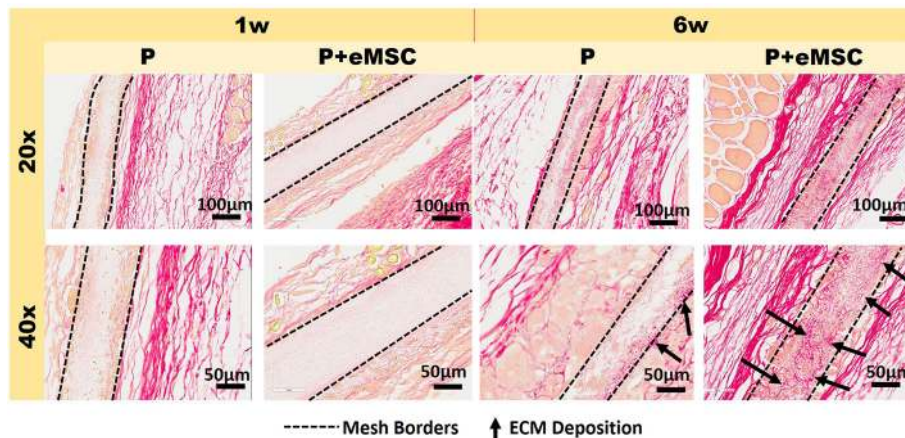 1w 6w
P P+eMSC P P+eMSC
20x
100µm 100µm 100µm 100µm
40x
50µm 50µm 50µm 50µm
Mesh Borders ECM Deposition